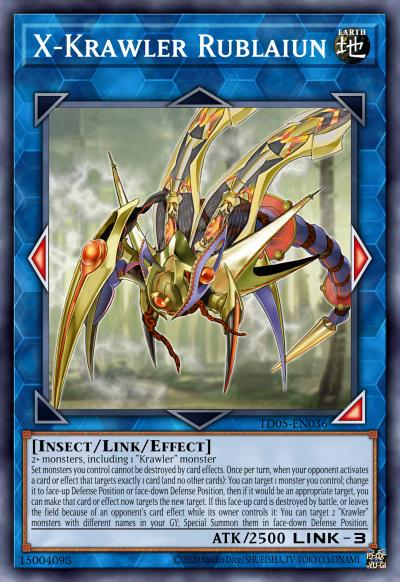 X-Krawler Rublaiun
EARTH
地
TD05-EN036
[Insect/Link/Effect]
2+ monsters, including 1 "Krawler" monster
Set monsters you control cannot be destroyed by card effects. Once per turn, when your opponent activates
a card or effect that targets exactly 1 card (and no other cards): You can target 1 monster you control; change
it to face-up Defense Position or face-down Defense Position, then if it would be an appropriate target, you
can make that card or effect now target the new target. If this face-up card is destroyed by battle, or leaves
the field because of an opponent's card effect while its owner controls it: You can target 2 "Krawler"
monsters with different names in your GY; Special Summon them in face-down Defense Position.
ATK/2500 LINK-3
15004098
©2020 Studio Dice/SHUEISHA,TV TOKYO,KONAMI